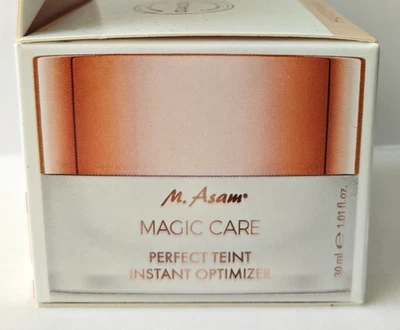 M. Asam®
MAGIC CARE
PERFECT TEINT
INSTANT OPTIMIZER
30 ml ℮ 1.01 fl.oz.